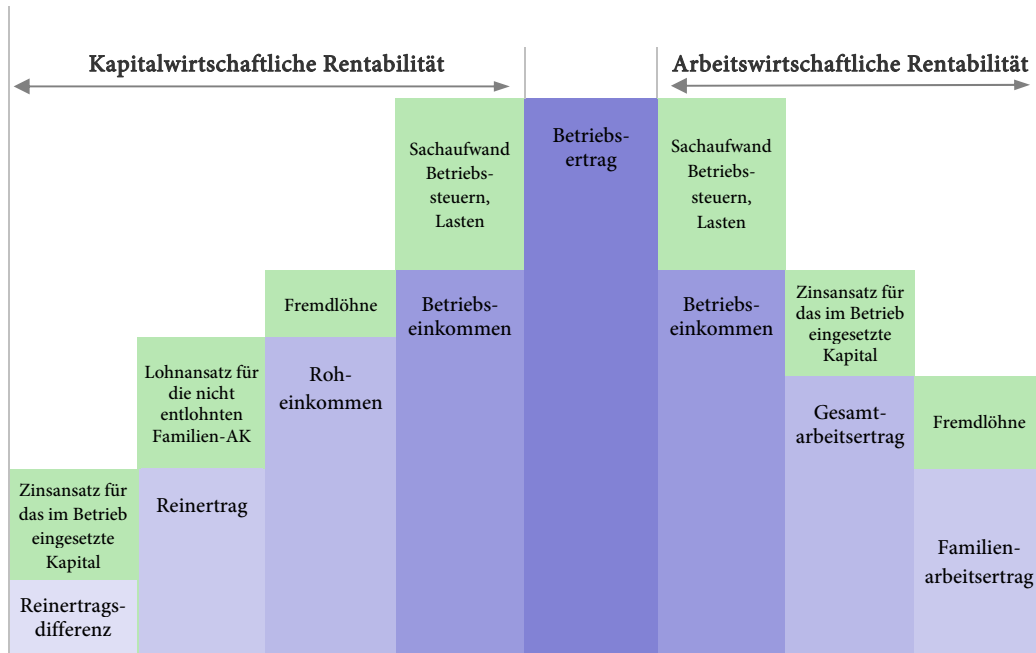 Kapitalwirtschaftliche Rentabilität
Arbeitswirtschaftliche Rentabilität
Zinsansatz für
das im Betrieb
eingesetzte
Kapital
Reinertrags-
differenz
Lohnansatz für
die nicht
entlohnten
Familien-AK
Reinertrag
Fremdlöhne
Roh-
einkommen
Sachaufwand
Betriebs-
steuern,
Lasten
Betriebs-
einkommen
Betriebs-
ertrag
Sachaufwand
Betriebs-
steuern,
Lasten
Betriebs-
einkommen
Zinsansatz für
das im Betrieb
eingesetzte
Kapital
Gesamt-
arbeitsertrag
Fremdlöhne
Familien-
arbeitsertrag